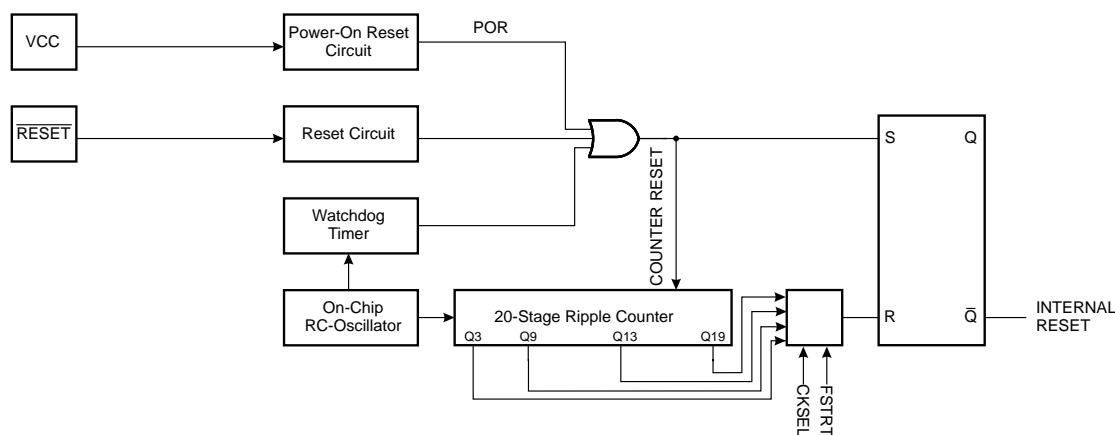 VCC
Power-On Reset
Circuit
POR
RESET
Reset Circuit
S
Q
COUNTER RESET
Watchdog
Timer
On-Chip
RC-Oscillator
20-Stage Ripple Counter
Q3
Q9
Q13
Q19
R
Q̅
INTERNAL
RESET
CKSEL
FSTRT